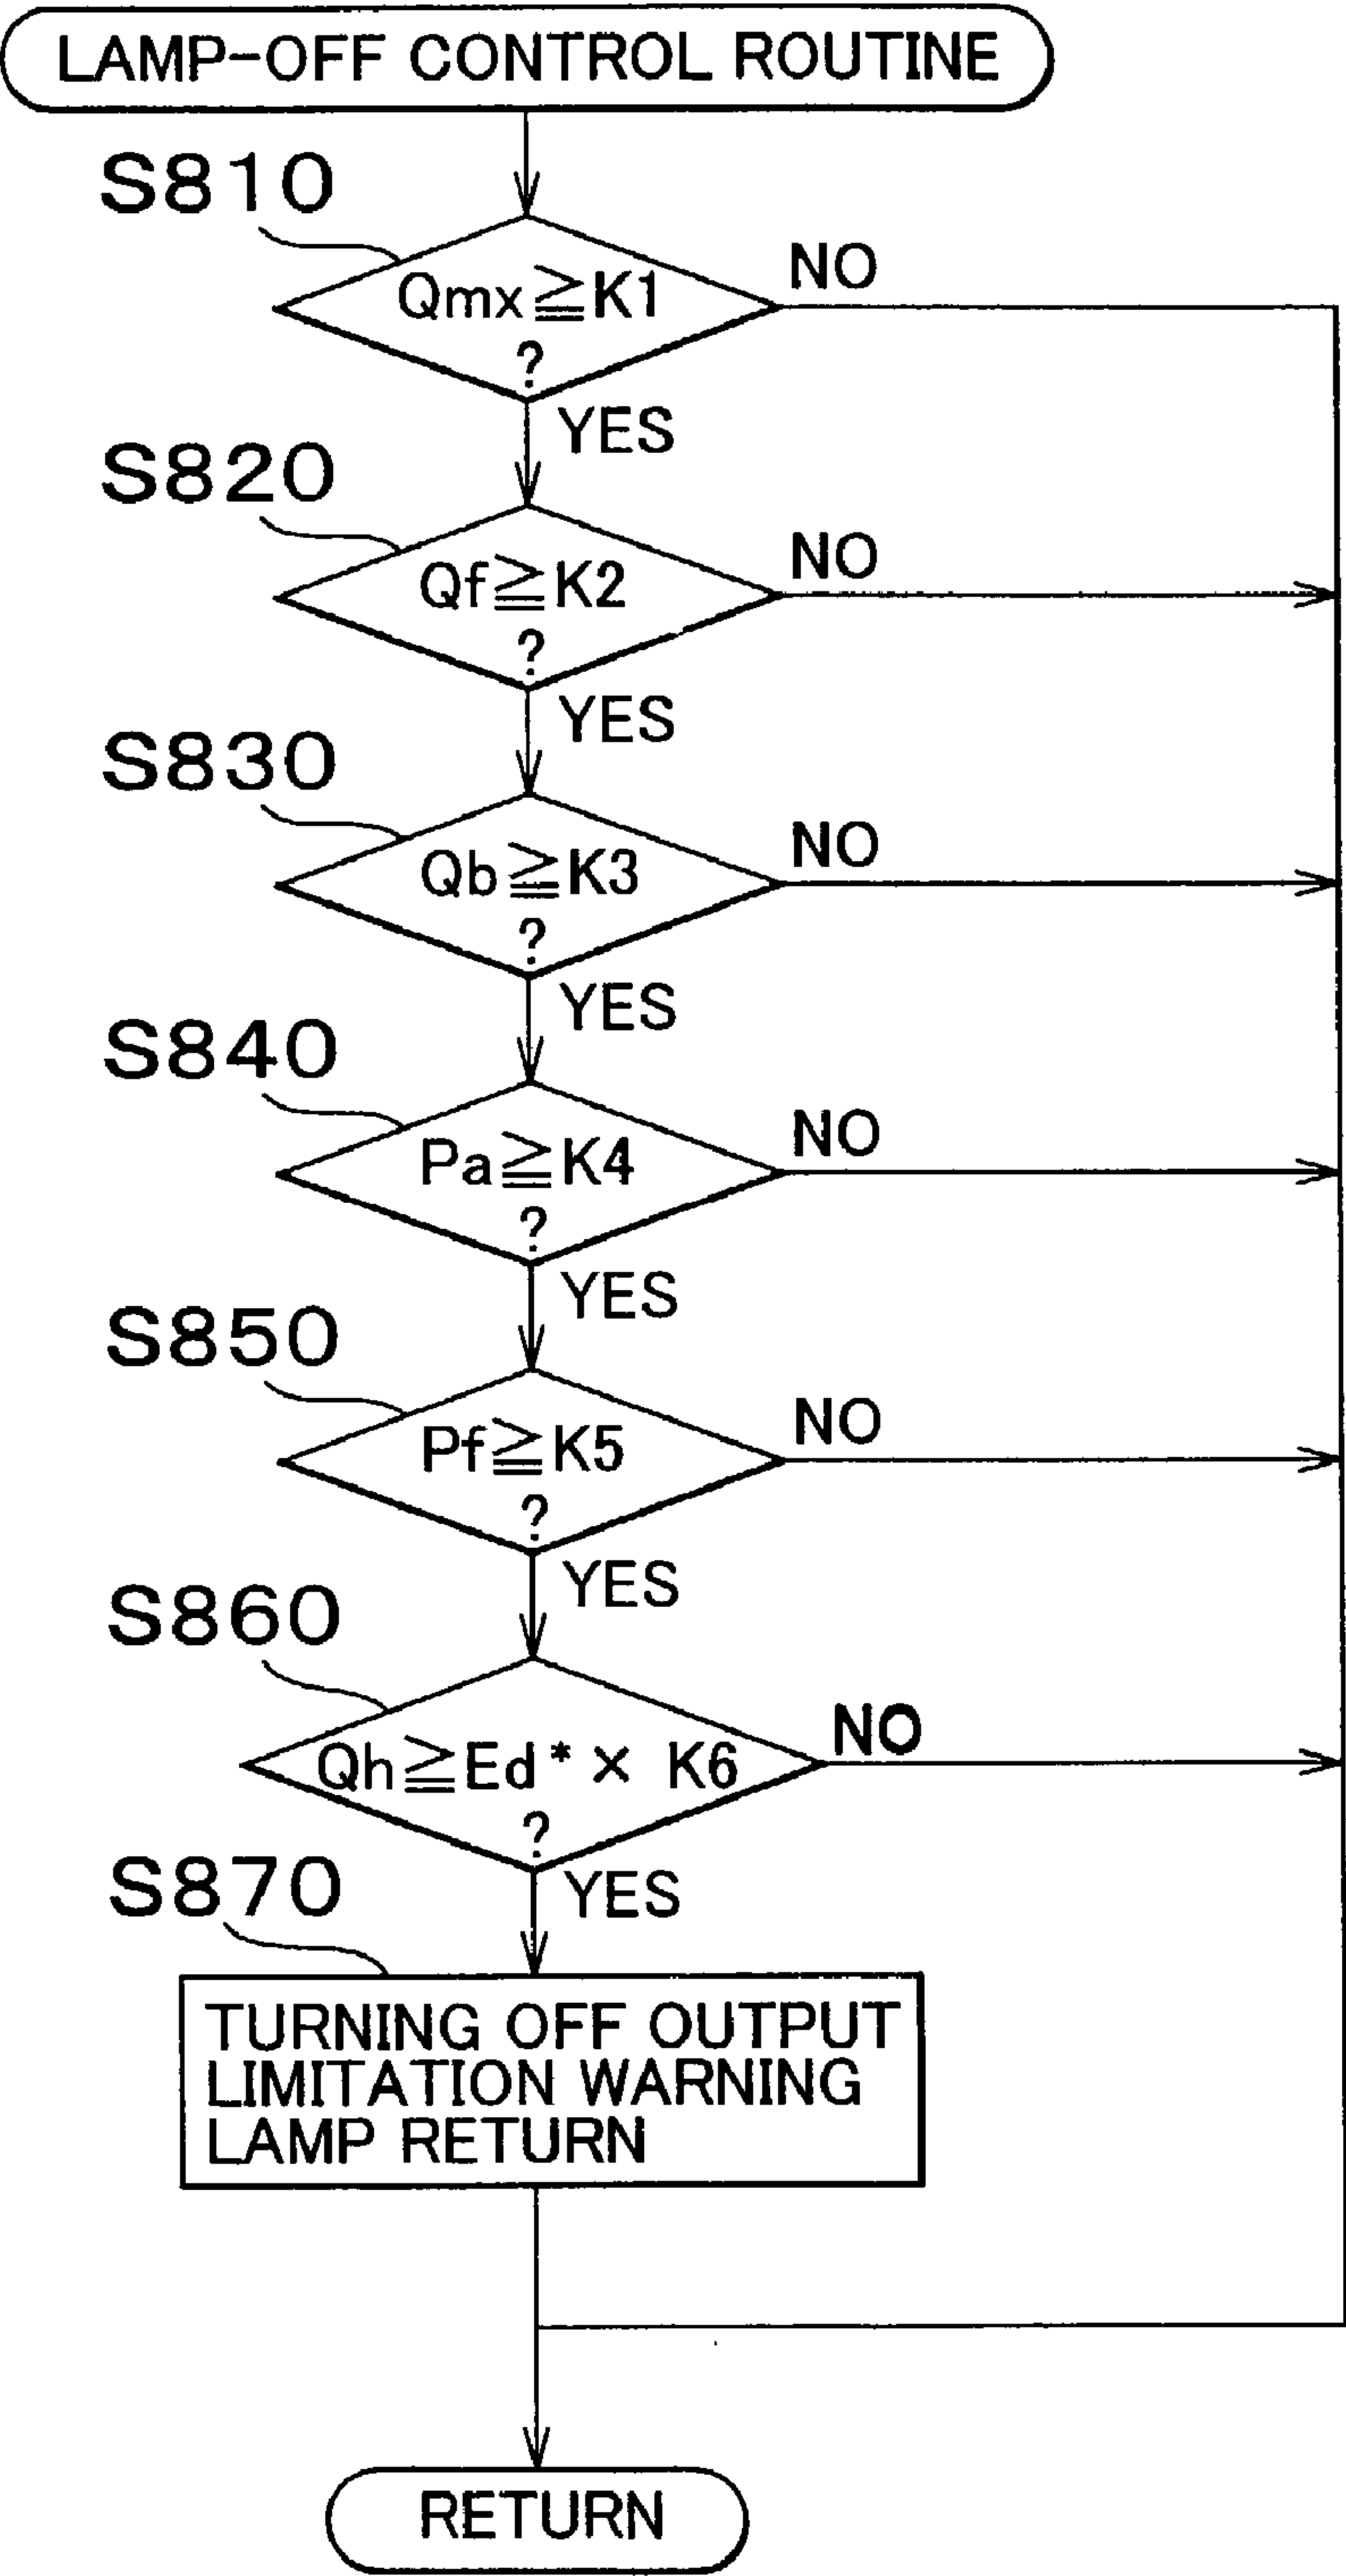 LAMP-OFF CONTROL ROUTINE
S810
Qmx≧K1
?
NO
YES
S820
Qf≧K2
?
NO
YES
S830
Qb≧K3
?
NO
YES
S840
Pa≧K4
?
NO
YES
S850
Pf≧K5
?
NO
YES
S860
Qh≧Ed* × K6
?
NO
YES
S870
TURNING OFF OUTPUT
LIMITATION WARNING
LAMP RETURN
RETURN